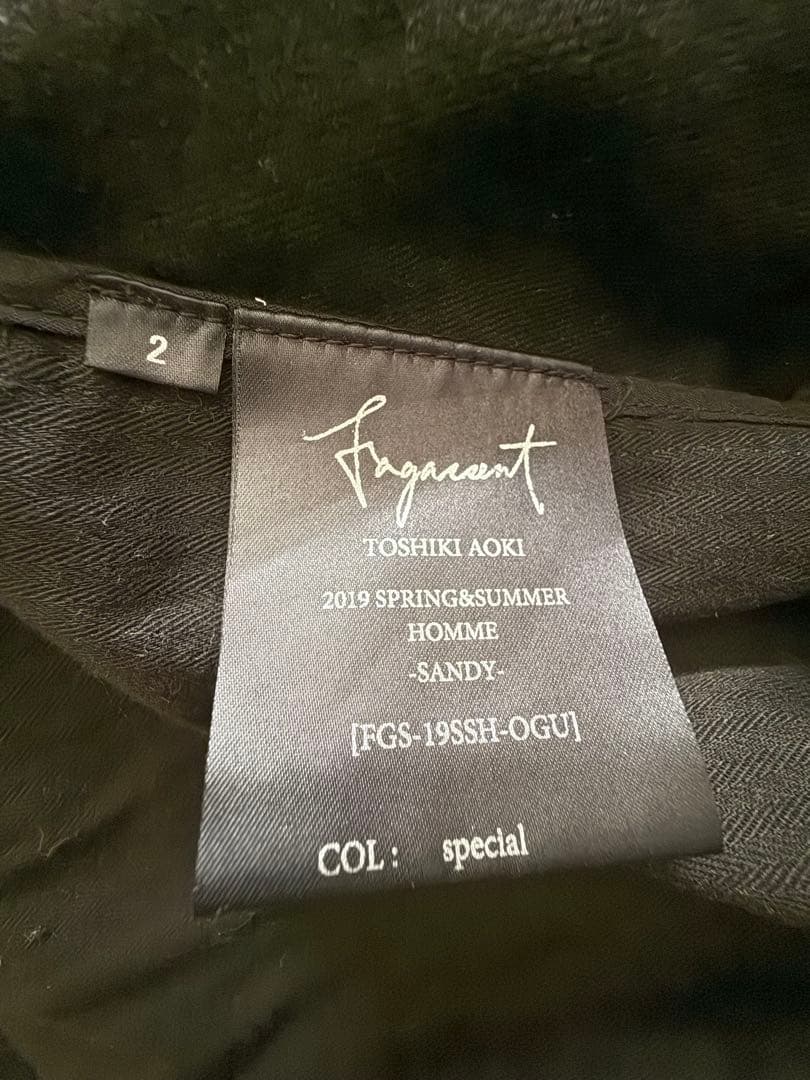 2
Fagassent
TOSHIKI AOKI
2019 SPRING&SUMMER
HOMME
-SANDY-
[FGS-19SSH-OGU]
COL: special